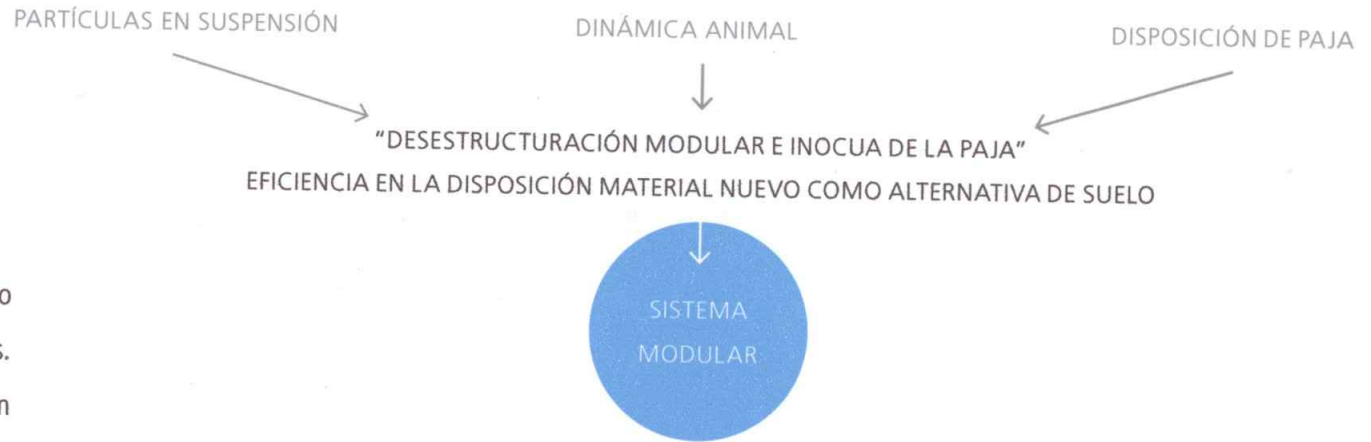 PARTÍCULAS EN SUSPENSIÓN
DINÁMICA ANIMAL
DISPOSICIÓN DE PAJA
"DESESTRUCTURACIÓN MODULAR E INOCUA DE LA PAJA"
EFICIENCIA EN LA DISPOSICIÓN MATERIAL NUEVO COMO ALTERNATIVA DE SUELO
SISTEMA
MODULAR